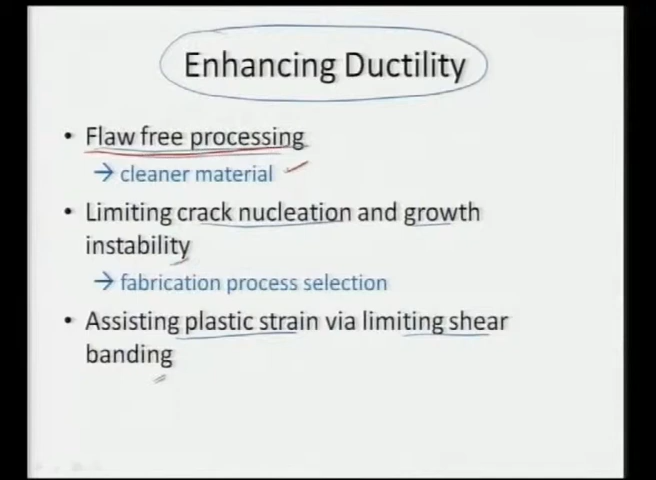 Enhancing Ductility
• Flaw free processing
→ cleaner material
• Limiting crack nucleation and growth
instability
→ fabrication process selection
• Assisting plastic strain via limiting shear
banding